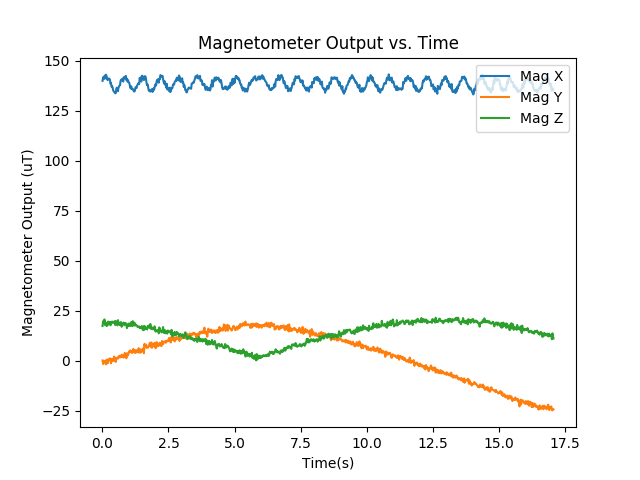 Magnetometer Output vs. Time
Mag X
Mag Y
Mag Z
Magnetometer Output (uT)
150
125
100
75
50
25
0
−25
0.0 2.5 5.0 7.5 10.0 12.5 15.0 17.5
Time(s)